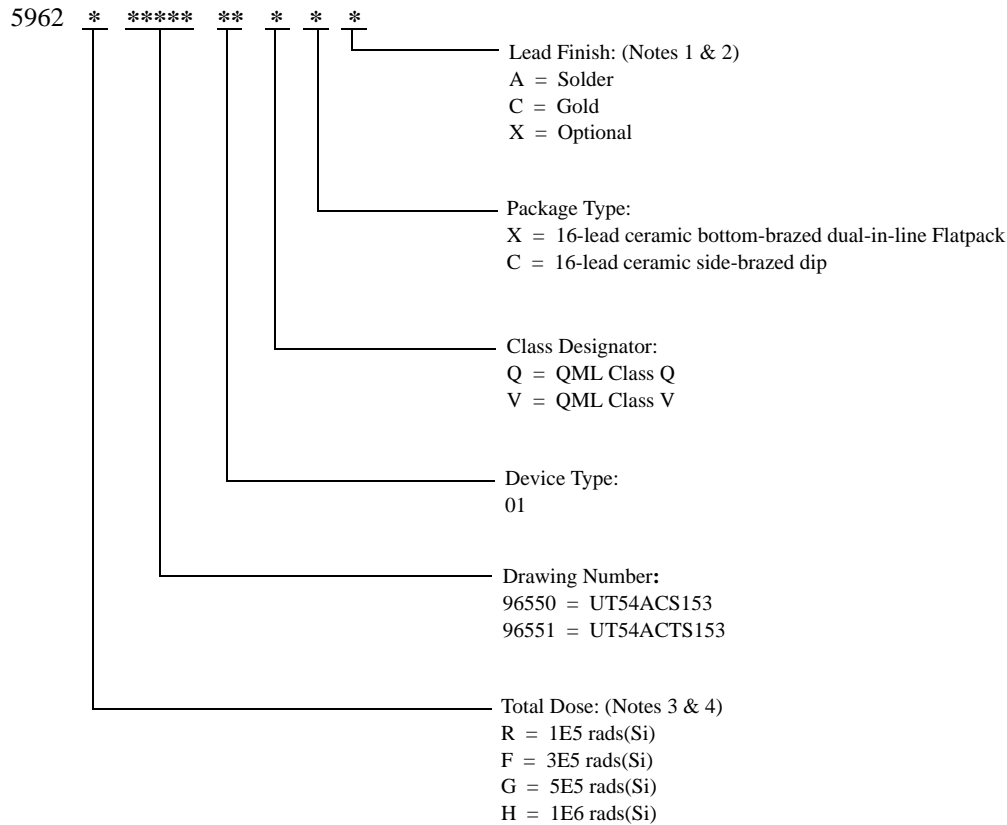 5962 * ***** ** * * *
Lead Finish: (Notes 1 & 2)
A = Solder
C = Gold
X = Optional
Package Type:
X = 16-lead ceramic bottom-brazed dual-in-line Flatpack
C = 16-lead ceramic side-brazed dip
Class Designator:
Q = QML Class Q
V = QML Class V
Device Type:
01
Drawing Number:
96550 = UT54ACS153
96551 = UT54ACTS153
Total Dose: (Notes 3 & 4)
R = 1E5 rads(Si)
F = 3E5 rads(Si)
G = 5E5 rads(Si)
H = 1E6 rads(Si)